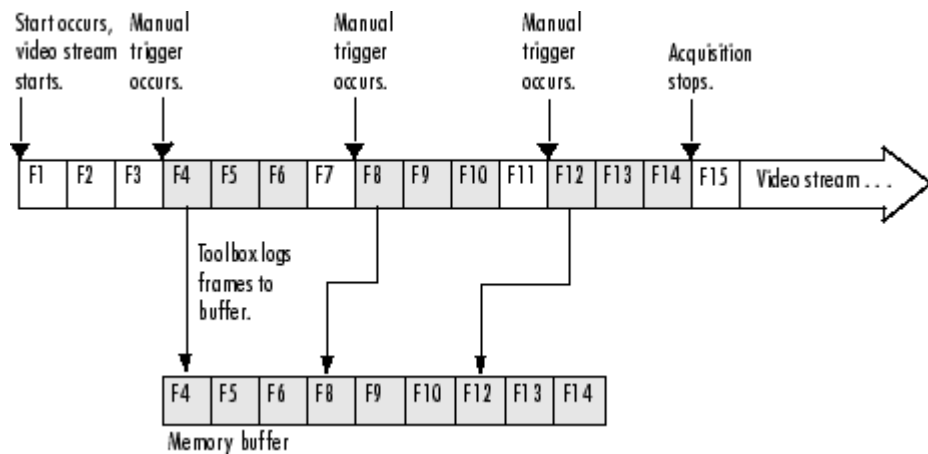 Start occurs,
video stream
starts.
Manual
trigger
occurs.
Manual
trigger
occurs.
Manual
trigger
occurs.
Acquisition
stops.
F1 F2 F3 F4 F5 F6 F7 F8 F9 F10 F11 F12 F13 F14 F15 Video stream . . .
Toolbox logs
frames to
buffer.
F4 F5 F6 F8 F9 F10 F12 F13 F14
Memory buffer